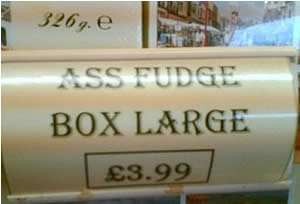 326g. ℮
ASS FUDGE
BOX LARGE
£3.99